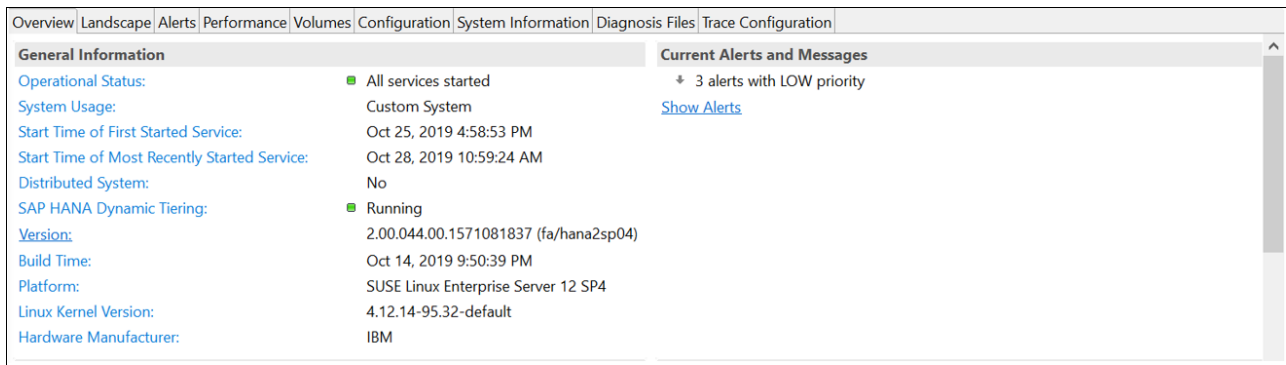 Overview Landscape Alerts Performance Volumes Configuration System Information Diagnosis Files Trace Configuration
General Information
Operational Status: All services started
System Usage: Custom System
Start Time of First Started Service: Oct 25, 2019 4:58:53 PM
Start Time of Most Recently Started Service: Oct 28, 2019 10:59:24 AM
Distributed System: No
SAP HANA Dynamic Tiering: Running
Version: 2.00.044.00.1571081837 (fa/hana2sp04)
Build Time: Oct 14, 2019 9:50:39 PM
Platform: SUSE Linux Enterprise Server 12 SP4
Linux Kernel Version: 4.12.14-95.32-default
Hardware Manufacturer: IBM
Current Alerts and Messages
3 alerts with LOW priority
Show Alerts